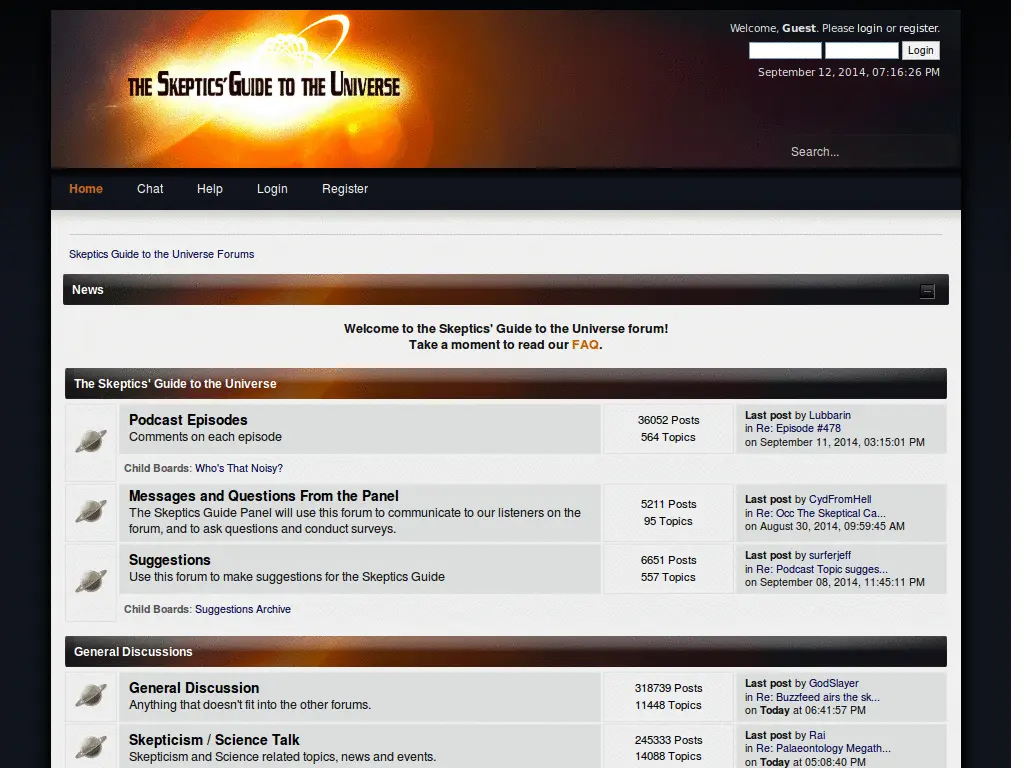 the Skeptics' Guide to the Universe
Welcome, Guest. Please login or register.
Login
September 12, 2014, 07:16:26 PM
Search...
Home Chat Help Login Register
Skeptics Guide to the Universe Forums
News
Welcome to the Skeptics' Guide to the Universe forum!
Take a moment to read our FAQ.
The Skeptics' Guide to the Universe
Podcast Episodes
Comments on each episode
36052 Posts
564 Topics
Last post by Lubbarin
in Re: Episode #478
on September 11, 2014, 03:15:01 PM
Child Boards: Who's That Noisy?
Messages and Questions From the Panel
The Skeptics Guide Panel will use this forum to communicate to our listeners on the
forum, and to ask questions and conduct surveys.
5211 Posts
95 Topics
Last post by CydFromHell
in Re: Occ The Skeptical Ca...
on August 30, 2014, 09:59:45 AM
Suggestions
Use this forum to make suggestions for the Skeptics Guide
6651 Posts
557 Topics
Last post by surferjeff
in Re: Podcast Topic sugges...
on September 08, 2014, 11:45:11 PM
Child Boards: Suggestions Archive
General Discussions
General Discussion
Anything that doesn't fit into the other forums.
318739 Posts
11448 Topics
Last post by GodSlayer
in Re: Buzzfeed airs the sk...
on Today at 06:41:57 PM
Skepticism / Science Talk
Skepticism and Science related topics, news and events.
245333 Posts
14088 Topics
Last post by Rai
in Re: Palaeontology Megath...
on Today at 05:08:40 PM